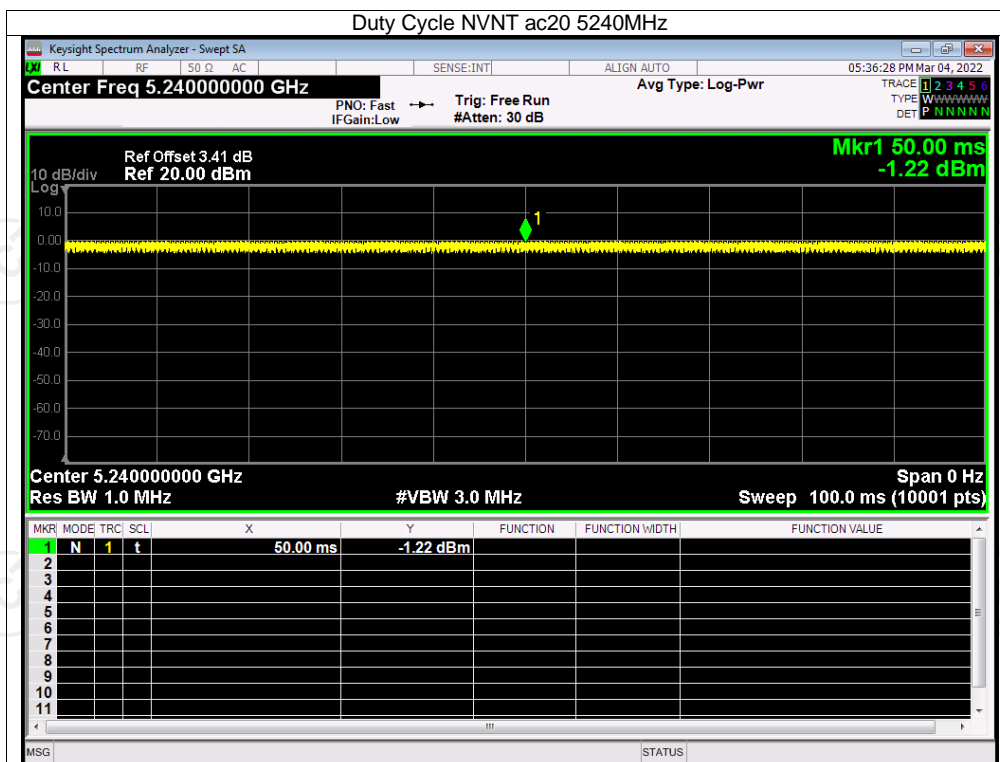 Duty Cycle NVNT ac20 5240MHz
Keysight Spectrum Analyzer - Swept SA
LXI RL RF 50 Ω AC SENSE:INT ALIGN AUTO 05:36:28 PM Mar 04, 2022
Center Freq 5.240000000 GHz Avg Type: Log-Pwr TRACE 1 2 3 4 5 6
PNO: Fast Trig: Free Run TYPE WWWWWW
IFGain:Low #Atten: 30 dB DET P N N N N N
Ref Offset 3.41 dB Mkr1 50.00 ms
10 dB/div Ref 20.00 dBm -1.22 dBm
Log
10.0
1
0.00
-10.0
-20.0
-30.0
-40.0
-50.0
-60.0
-70.0
Center 5.240000000 GHz Span 0 Hz
Res BW 1.0 MHz #VBW 3.0 MHz Sweep 100.0 ms (10001 pts)
MKR MODE TRC SCL X Y FUNCTION FUNCTION WIDTH FUNCTION VALUE
1 N 1 t 50.00 ms -1.22 dBm
2
3
4
5
6
7
8
9
10
11
MSG STATUS